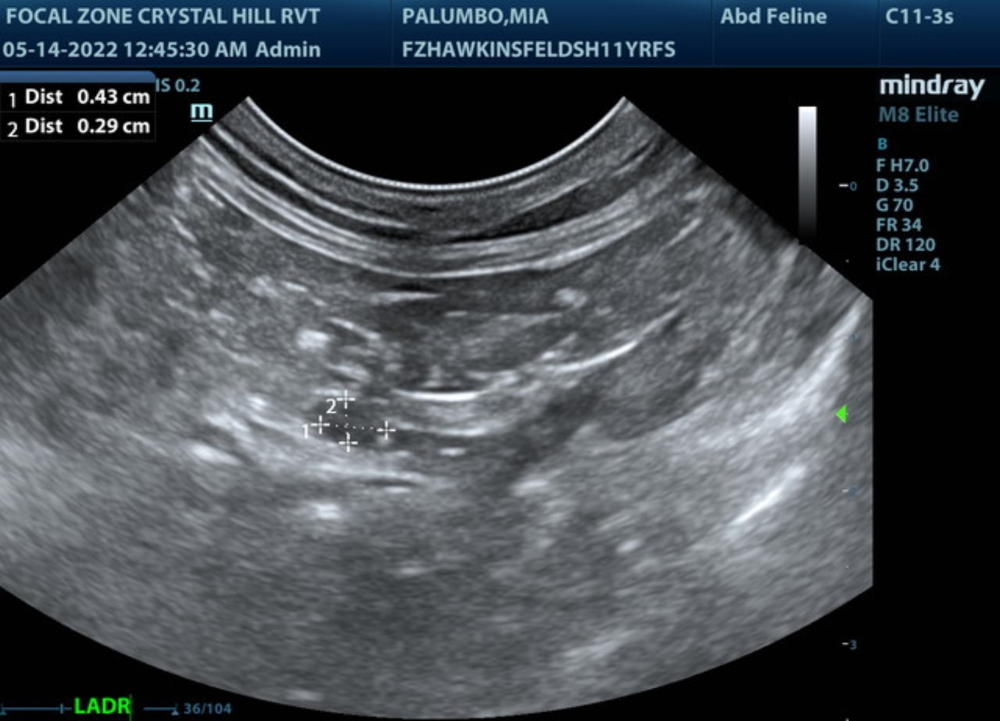 FOCAL ZONE CRYSTAL HILL RVT
PALUMBO,MIA
Abd Feline
C11-3s
05-14-2022 12:45:30 AM Admin
FZHAWKINSFELDSH11YRFS
1 Dist 0.43 cm
IS 0.2
2 Dist 0.29 cm
m
mindray
M8 Elite
B
F H7.0
D 3.5
G 70
FR 34
DR 120
iClear 4
0
2
1
3
LADR
36/104